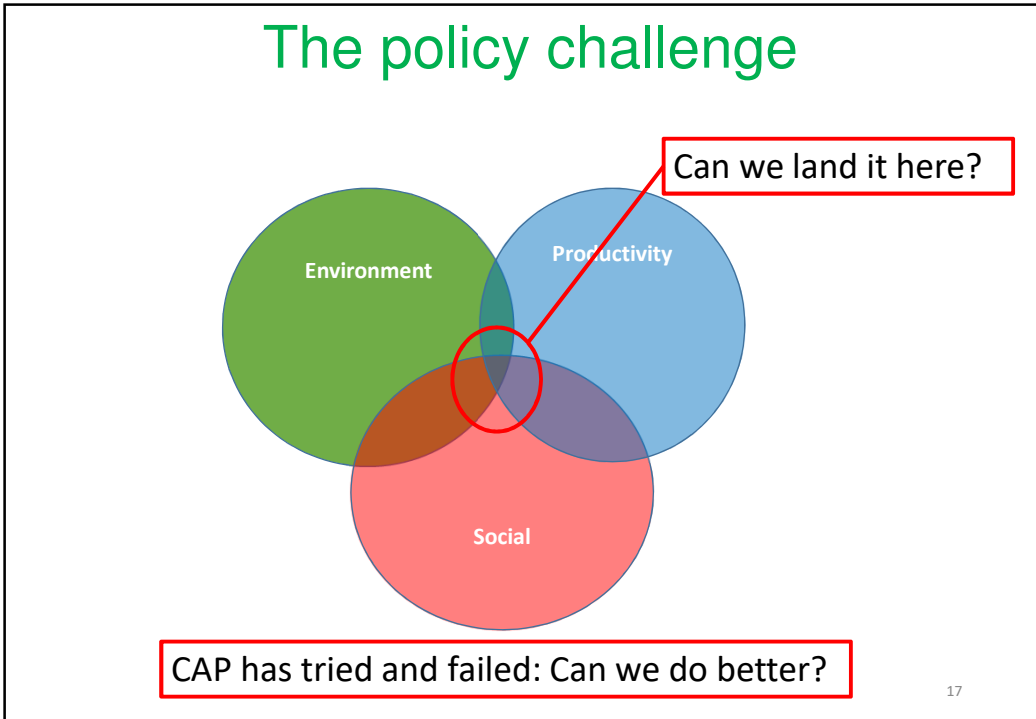 The policy challenge
Can we land it here?
Productivity
Environment
Social
CAP has tried and failed: Can we do better?
17